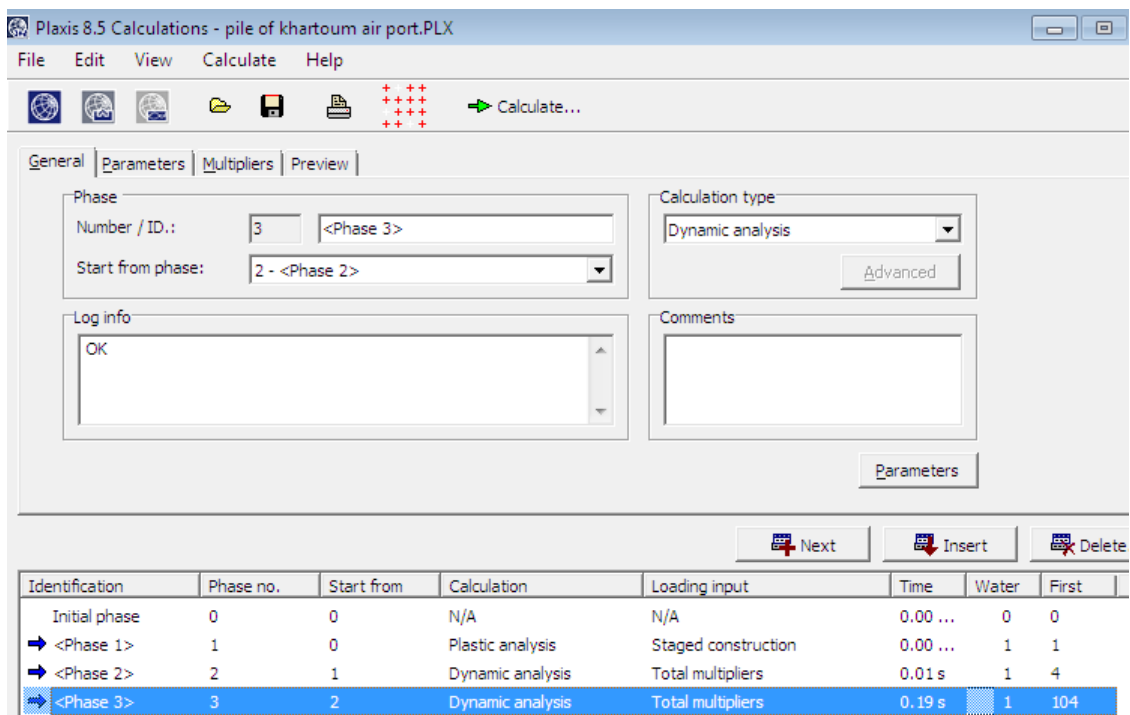 Plaxis 8.5 Calculations - pile of khartoum air port.PLX
File Edit View Calculate Help
Calculate...
General Parameters Multipliers Preview
Phase
Number / ID.: 3 <Phase 3>
Start from phase: 2 - <Phase 2>
Calculation type
Dynamic analysis
Advanced
Log info
OK
Comments
Parameters
Next Insert Delete
Identification Phase no. Start from Calculation Loading input Time Water First
Initial phase 0 0 N/A N/A 0.00 ... 0 0
<Phase 1> 1 0 Plastic analysis Staged construction 0.00 ... 1 1
<Phase 2> 2 1 Dynamic analysis Total multipliers 0.01 s 1 4
<Phase 3> 3 2 Dynamic analysis Total multipliers 0.19 s 1 104